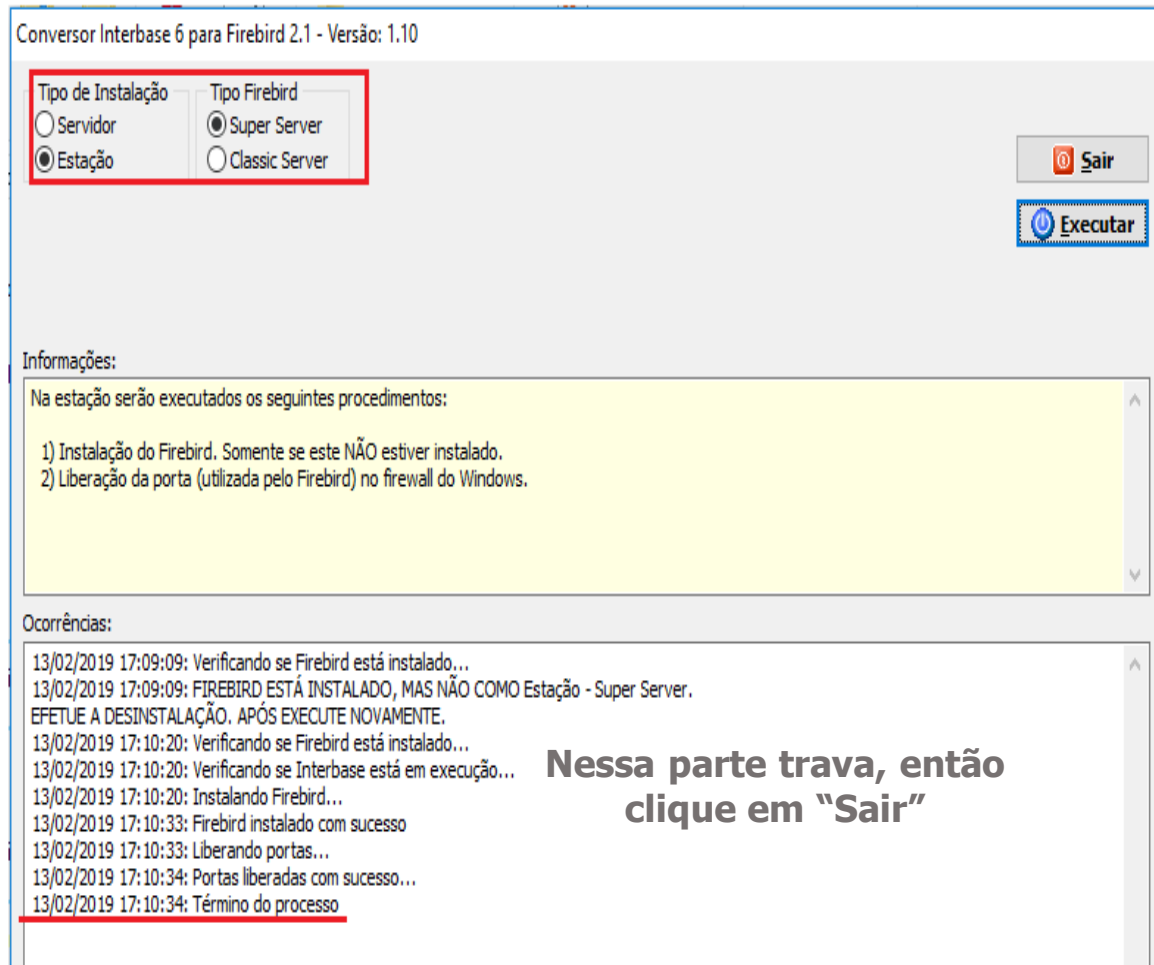 Conversor Interbase 6 para Firebird 2.1 - Versão: 1.10
Tipo de Instalação
Servidor
Estação
Tipo Firebird
Super Server
Classic Server
Sair
Executar
Informações:
Na estação serão executados os seguintes procedimentos:
1) Instalação do Firebird. Somente se este NÃO estiver instalado.
2) Liberação da porta (utilizada pelo Firebird) no firewall do Windows.
Ocorrências:
13/02/2019 17:09:09: Verificando se Firebird está instalado...
13/02/2019 17:09:09: FIREBIRD ESTÁ INSTALADO, MAS NÃO COMO Estação - Super Server.
EFETUE A DESINSTALAÇÃO. APÓS EXECUTE NOVAMENTE.
13/02/2019 17:10:20: Verificando se Firebird está instalado...
13/02/2019 17:10:20: Verificando se Interbase está em execução...
13/02/2019 17:10:20: Instalando Firebird...
13/02/2019 17:10:33: Firebird instalado com sucesso
13/02/2019 17:10:33: Liberando portas...
13/02/2019 17:10:34: Portas liberadas com sucesso...
13/02/2019 17:10:34: Término do processo
Nessa parte trava, então
clique em “Sair”